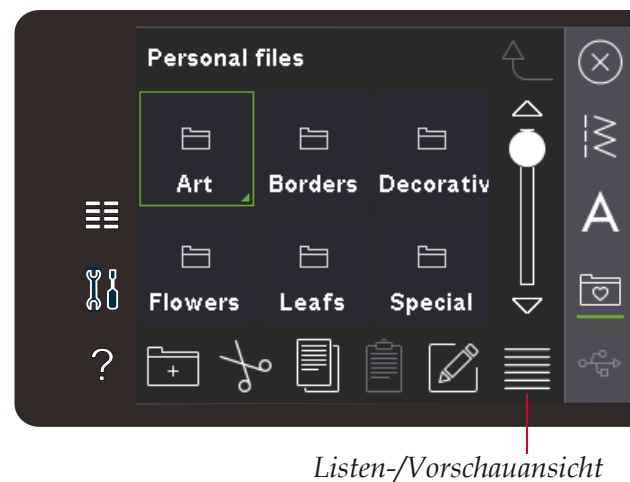 Personal files
Art Borders Decorativ
A
Flowers Leafs Special
?
Listen-/Vorschauansicht